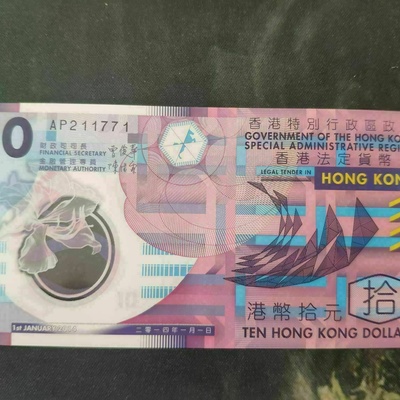 0 AP211771
財政司司長
FINANCIAL SECRETARY
金融管理專員
MONETARY AUTHORITY
香港特別行政區政
GOVERNMENT OF THE HONG KO
SPECIAL ADMINISTRATIVE REGI
香港法定貨幣
LEGAL TENDER IN HONG KON
10
港幣拾元
拾
1st JANUARY
二零一四年一月一日
TEN HONG KONG DOLLA